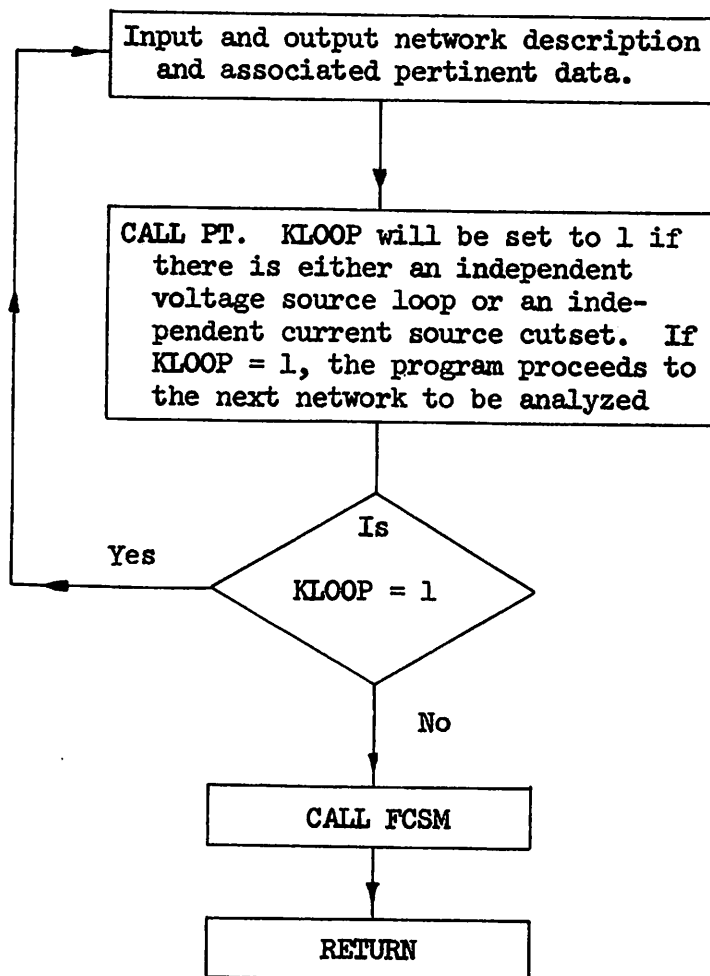 Input and output network description
and associated pertinent data.
CALL PT. KLOOP will be set to 1 if
there is either an independent
voltage source loop or an inde-
pendent current source cutset. If
KLOOP = 1, the program proceeds to
the next network to be analyzed
Is
Yes
KLOOP = 1
No
CALL FCSM
RETURN